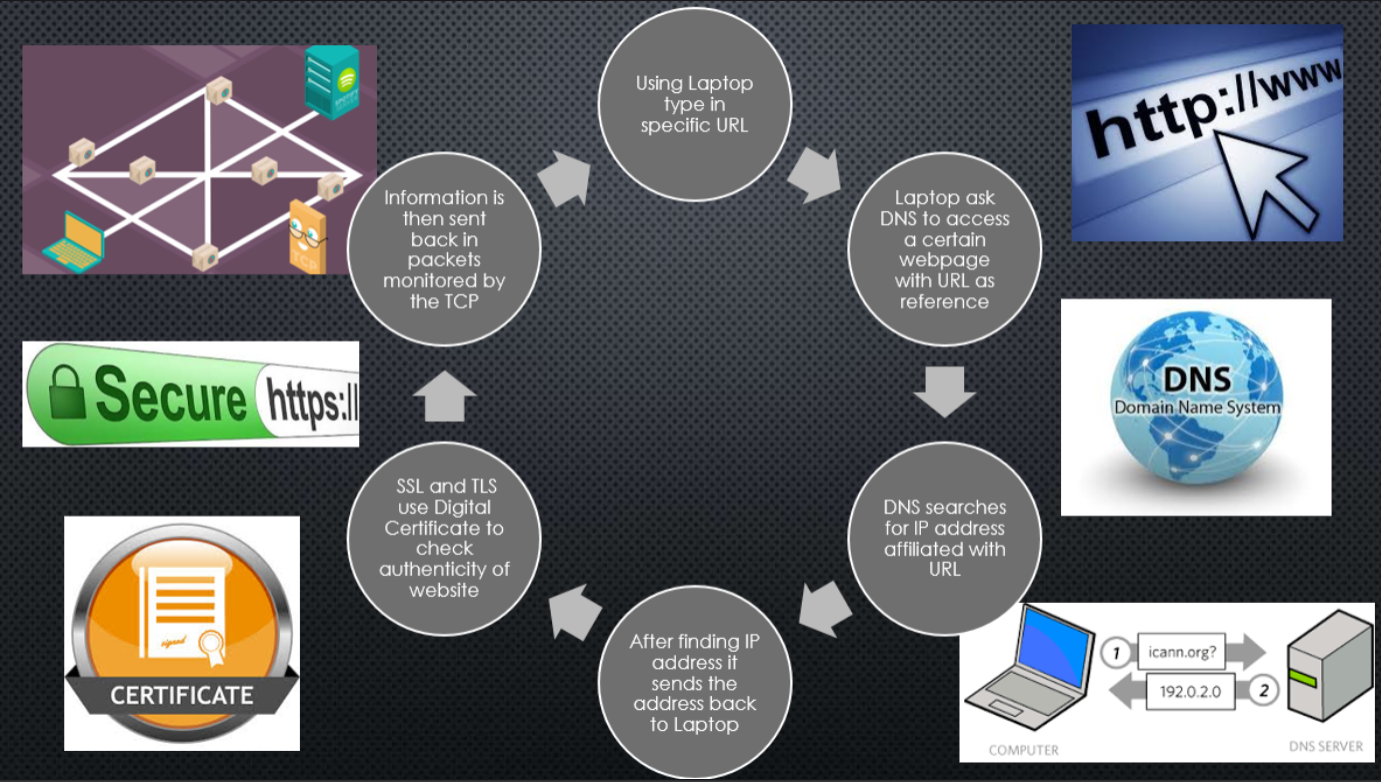 Using Laptop
type in
specific URL
Laptop ask
DNS to access
a certain
webpage
with URL as
reference
DNS searches
for IP address
affiliated with
URL
After finding IP
address it
sends the
address back
to Laptop
SSL and TLS
use Digital
Certificate to
check
authenticity of
website
Information is
then sent
back in
packets
monitored by
the TCP
SPOTIFY
TCP
http://www
DNS
Domain Name System
1
icann.org?
192.0.2.0
2
COMPUTER
DNS SERVER
Secure https://
signed
CERTIFICATE